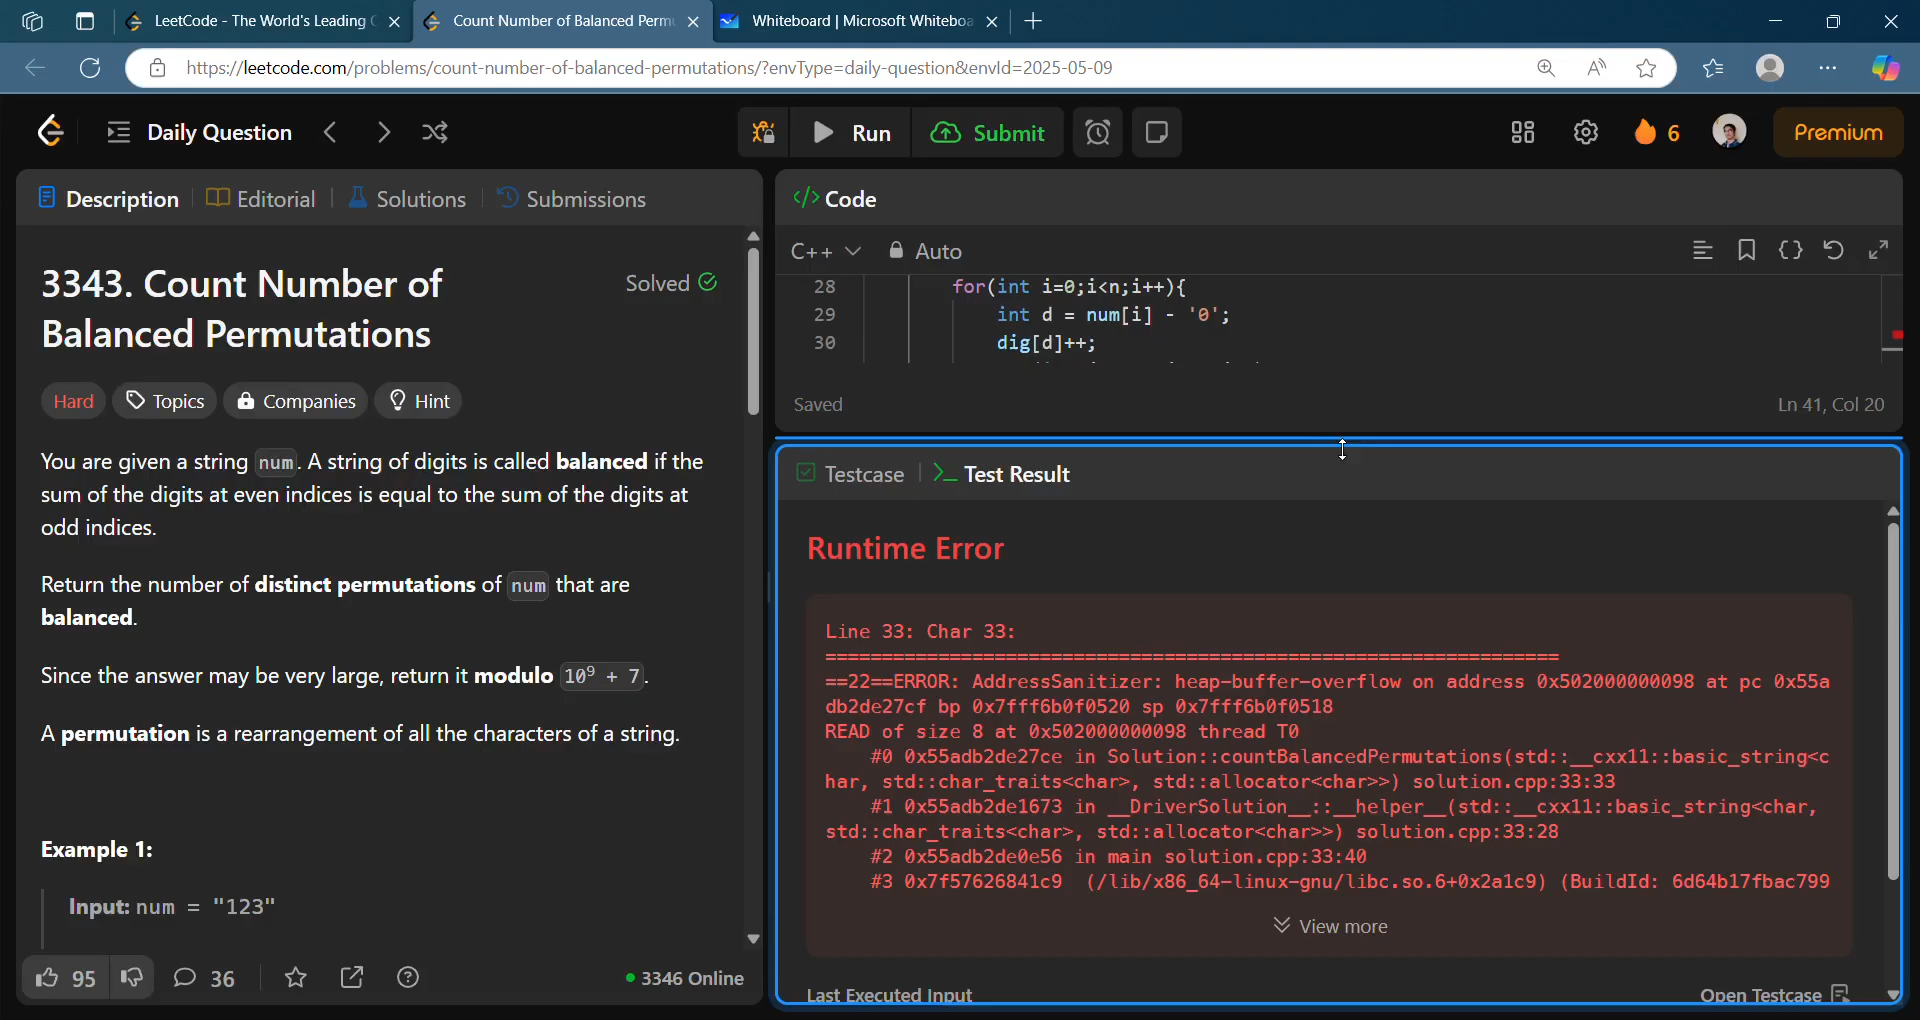 LeetCode - The World's Leading
Count Number of Balanced Perm
Whiteboard | Microsoft Whiteboa
https://leetcode.com/problems/count-number-of-balanced-permutations/?envType=daily-question&envId=2025-05-09
Daily Question
Run
Submit
6
Premium
Description
Editorial
Solutions
Submissions
3343. Count Number of
Balanced Permutations
Solved
Hard
Topics
Companies
Hint
You are given a string num. A string of digits is called balanced if the
sum of the digits at even indices is equal to the sum of the digits at
odd indices.
Return the number of distinct permutations of num that are
balanced.
Since the answer may be very large, return it modulo 10⁹ + 7.
A permutation is a rearrangement of all the characters of a string.
Example 1:
Input: num = "123"
95
36
3346 Online
</> Code
C++
Auto
28 for(int i=0;i<n;i++){
29 int d = num[i] - '0';
30 dig[d]++;
Saved
Ln 41, Col 20
Testcase
>_ Test Result
Runtime Error
Line 33: Char 33:
=================================================================
==22==ERROR: AddressSanitizer: heap-buffer-overflow on address 0x502000000098 at pc 0x55a
db2de27cf bp 0x7fff6b0f0520 sp 0x7fff6b0f0518
READ of size 8 at 0x502000000098 thread T0
#0 0x55adb2de27ce in Solution::countBalancedPermutations(std::__cxx11::basic_string<c
har, std::char_traits<char>, std::allocator<char>>) solution.cpp:33:33
#1 0x55adb2de1673 in __DriverSolution__::__helper__(std::__cxx11::basic_string<char,
std::char_traits<char>, std::allocator<char>>) solution.cpp:33:28
#2 0x55adb2de0e56 in main solution.cpp:33:40
#3 0x7f57626841c9 (/lib/x86_64-linux-gnu/libc.so.6+0x2a1c9) (BuildId: 6d64b17fbac799
View more
Last Executed Input
Open Testcase